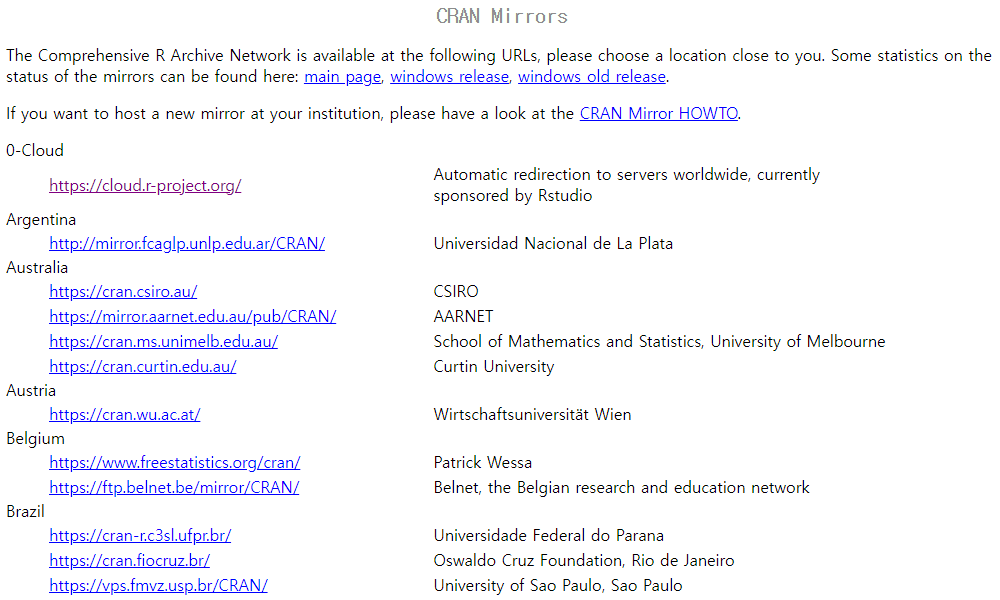 CRAN Mirrors
The Comprehensive R Archive Network is available at the following URLs, please choose a location close to you. Some statistics on the
status of the mirrors can be found here: main page, windows release, windows old release.
If you want to host a new mirror at your institution, please have a look at the CRAN Mirror HOWTO.
0-Cloud
https://cloud.r-project.org/ Automatic redirection to servers worldwide, currently
sponsored by Rstudio
Argentina
http://mirror.fcaglp.unlp.edu.ar/CRAN/ Universidad Nacional de La Plata
Australia
https://cran.csiro.au/ CSIRO
https://mirror.aarnet.edu.au/pub/CRAN/ AARNET
https://cran.ms.unimelb.edu.au/ School of Mathematics and Statistics, University of Melbourne
https://cran.curtin.edu.au/ Curtin University
Austria
https://cran.wu.ac.at/ Wirtschaftsuniversität Wien
Belgium
https://www.freestatistics.org/cran/ Patrick Wessa
https://ftp.belnet.be/mirror/CRAN/ Belnet, the Belgian research and education network
Brazil
https://cran-r.c3sl.ufpr.br/ Universidade Federal do Parana
https://cran.fiocruz.br/ Oswaldo Cruz Foundation, Rio de Janeiro
https://vps.fmvz.usp.br/CRAN/ University of Sao Paulo, Sao Paulo